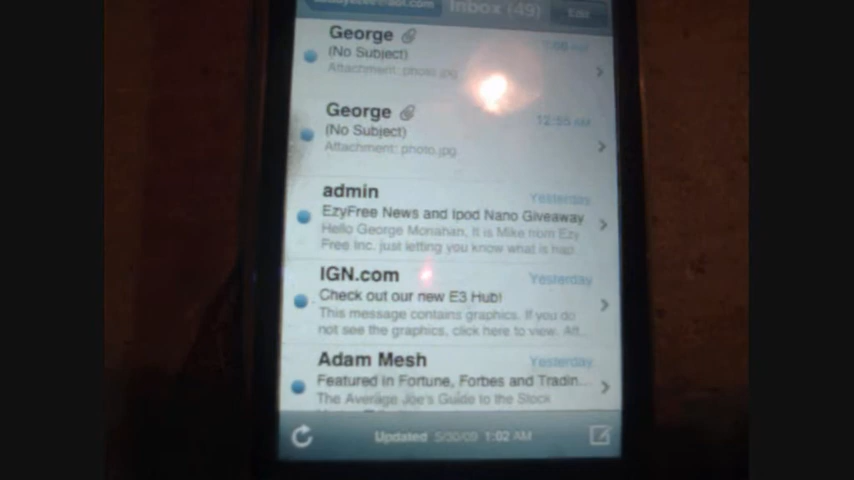 Inbox (49)
Edit
George
(No Subject)
Attachment: photo.jpg
George
12:55 AM
(No Subject)
Attachment: photo.jpg
admin
Yesterday
EzyFree News and Ipod Nano Giveaway
Hello George Monahan, It is Mike from Ezy
Free Inc. just letting you know what is hap...
IGN.com
Yesterday
Check out our new E3 Hub!
This message contains graphics. If you do
not see the graphics, click here to view. Aft...
Adam Mesh
Yesterday
Featured in Fortune, Forbes and Tradin...
The Average Joe's Guide to the Stock
Updated 5/30/09 1:02 AM